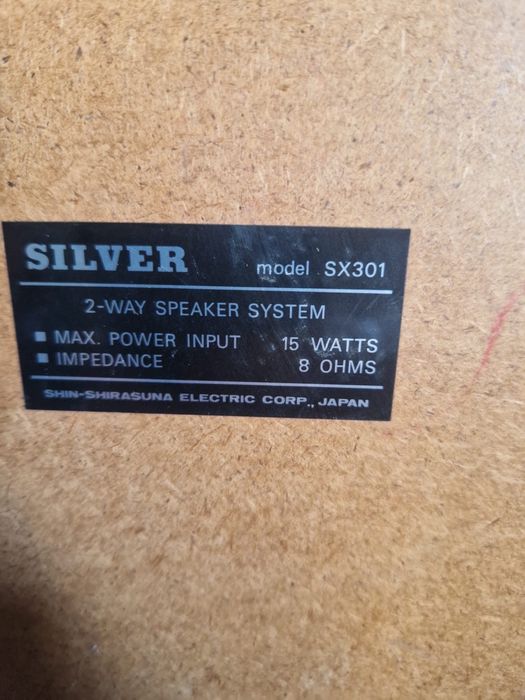 SILVER model SX301
2-WAY SPEAKER SYSTEM
■ MAX. POWER INPUT 15 WATTS
■ IMPEDANCE 8 OHMS
SHIN-SHIRASUNA ELECTRIC CORP., JAPAN